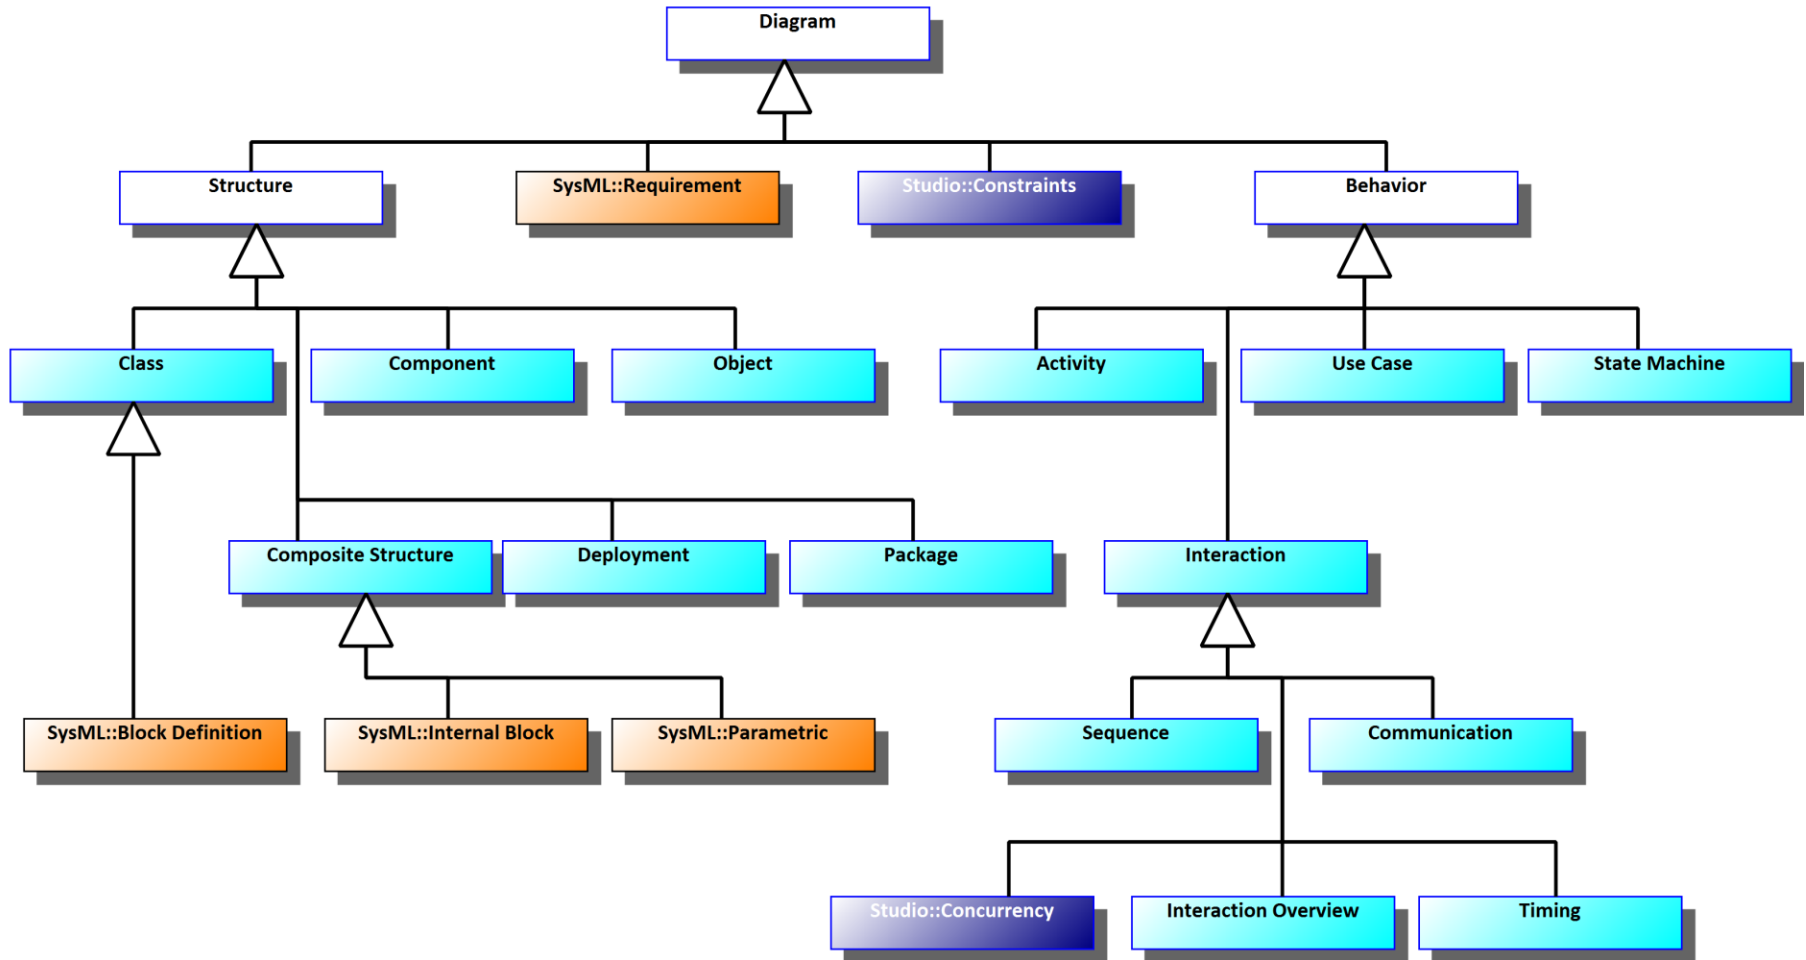 Diagram
Structure
SysML::Requirement
Studio::Constraints
Behavior
Class
Component
Object
Activity
Use Case
State Machine
Composite Structure
Deployment
Package
Interaction
SysML::Block Definition
SysML::Internal Block
SysML::Parametric
Sequence
Communication
Studio::Concurrency
Interaction Overview
Timing